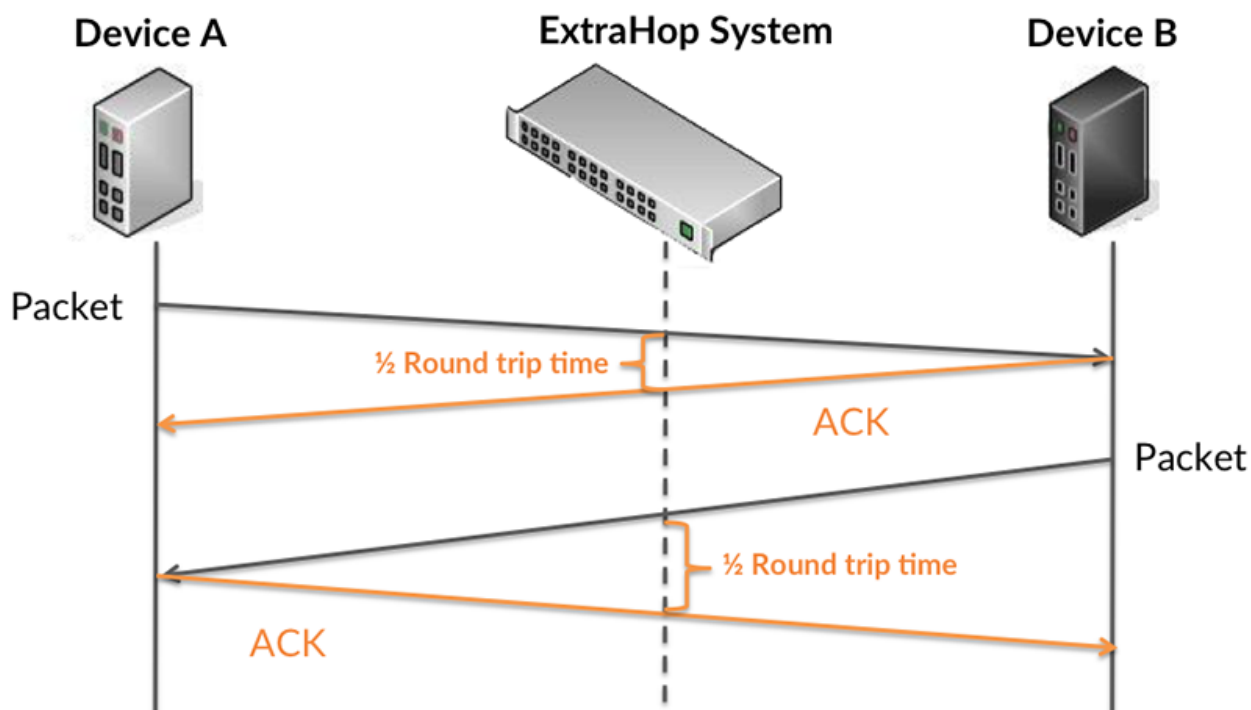 Device A
ExtraHop System
Device B
Packet
½ Round trip time
ACK
Packet
½ Round trip time
ACK